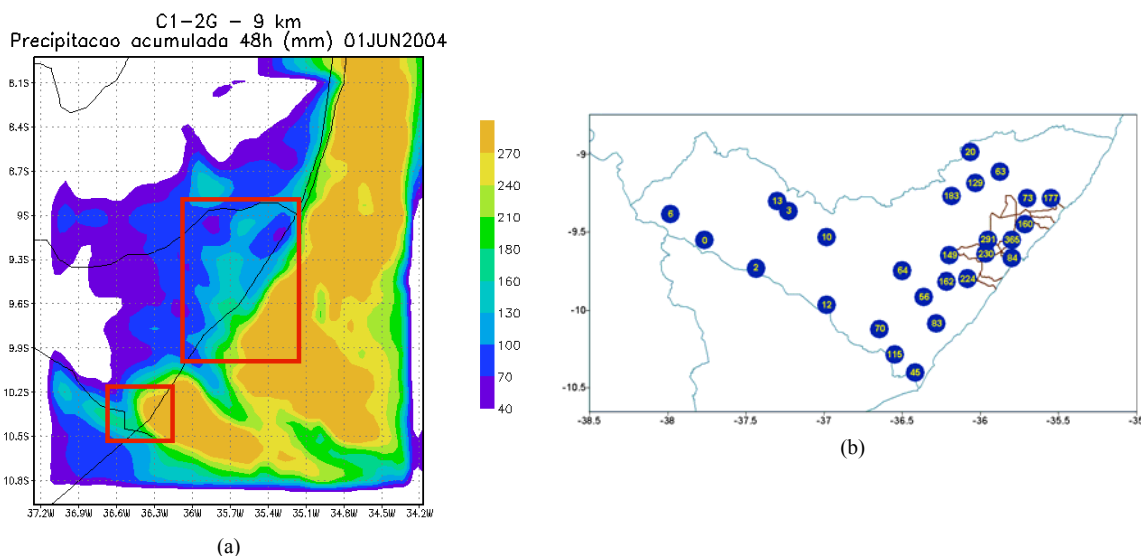 C1-2G - 9 km
Precipitacao acumulada 48h (mm) 01JUN2004
8.1S
8.4S
8.7S
9S
9.3S
9.6S
9.9S
10.2S
10.5S
10.8S
37.2W 36.9W 36.6W 36.3W 36W 35.7W 35.4W 35.1W 34.8W 34.5W 34.2W
270
240
210
180
160
130
100
70
40
(a)
-9
-9.5
-10
-10.5
-38.5 -38 -37.5 -37 -36.5 -36 -35.5 -35
20
63
129
183
73
177
13
3
6
160
10
291
365
0
149
230
84
2
64
162
224
56
12
83
70
115
45
(b)